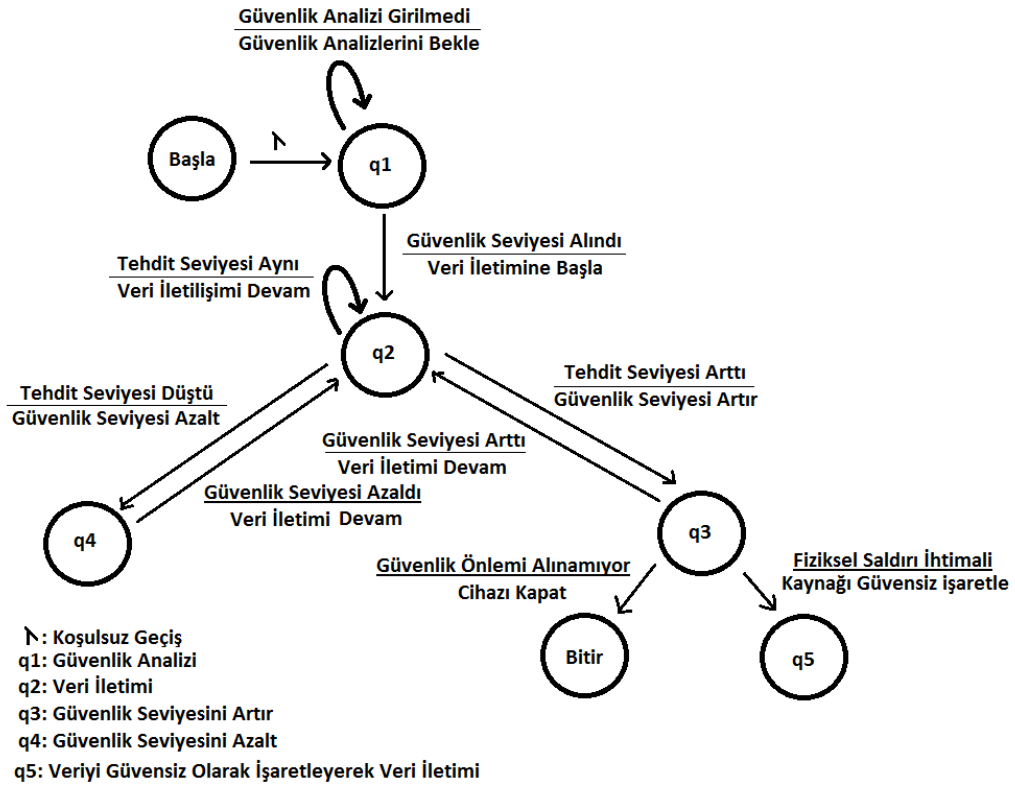 Güvenlik Analizi Girilmedi
Güvenlik Analizlerini Bekle
Başla
λ
q1
Güvenlik Seviyesi Alındı
Veri İletimine Başla
Tehdit Seviyesi Aynı
Veri İletilişimi Devam
q2
Tehdit Seviyesi Düştü
Güvenlik Seviyesi Azalt
Tehdit Seviyesi Arttı
Güvenlik Seviyesi Artır
Güvenlik Seviyesi Arttı
Veri İletimi Devam
Güvenlik Seviyesi Azaldı
Veri İletimi Devam
q4
q3
Güvenlik Önlemi Alınamıyor
Cihazı Kapat
Fiziksel Saldırı İhtimali
Kaynağı Güvensiz işaretle
Bitir
q5
λ: Koşulsuz Geçiş
q1: Güvenlik Analizi
q2: Veri İletimi
q3: Güvenlik Seviyesini Artır
q4: Güvenlik Seviyesini Azalt
q5: Veriyi Güvensiz Olarak İşaretleyerek Veri İletimi